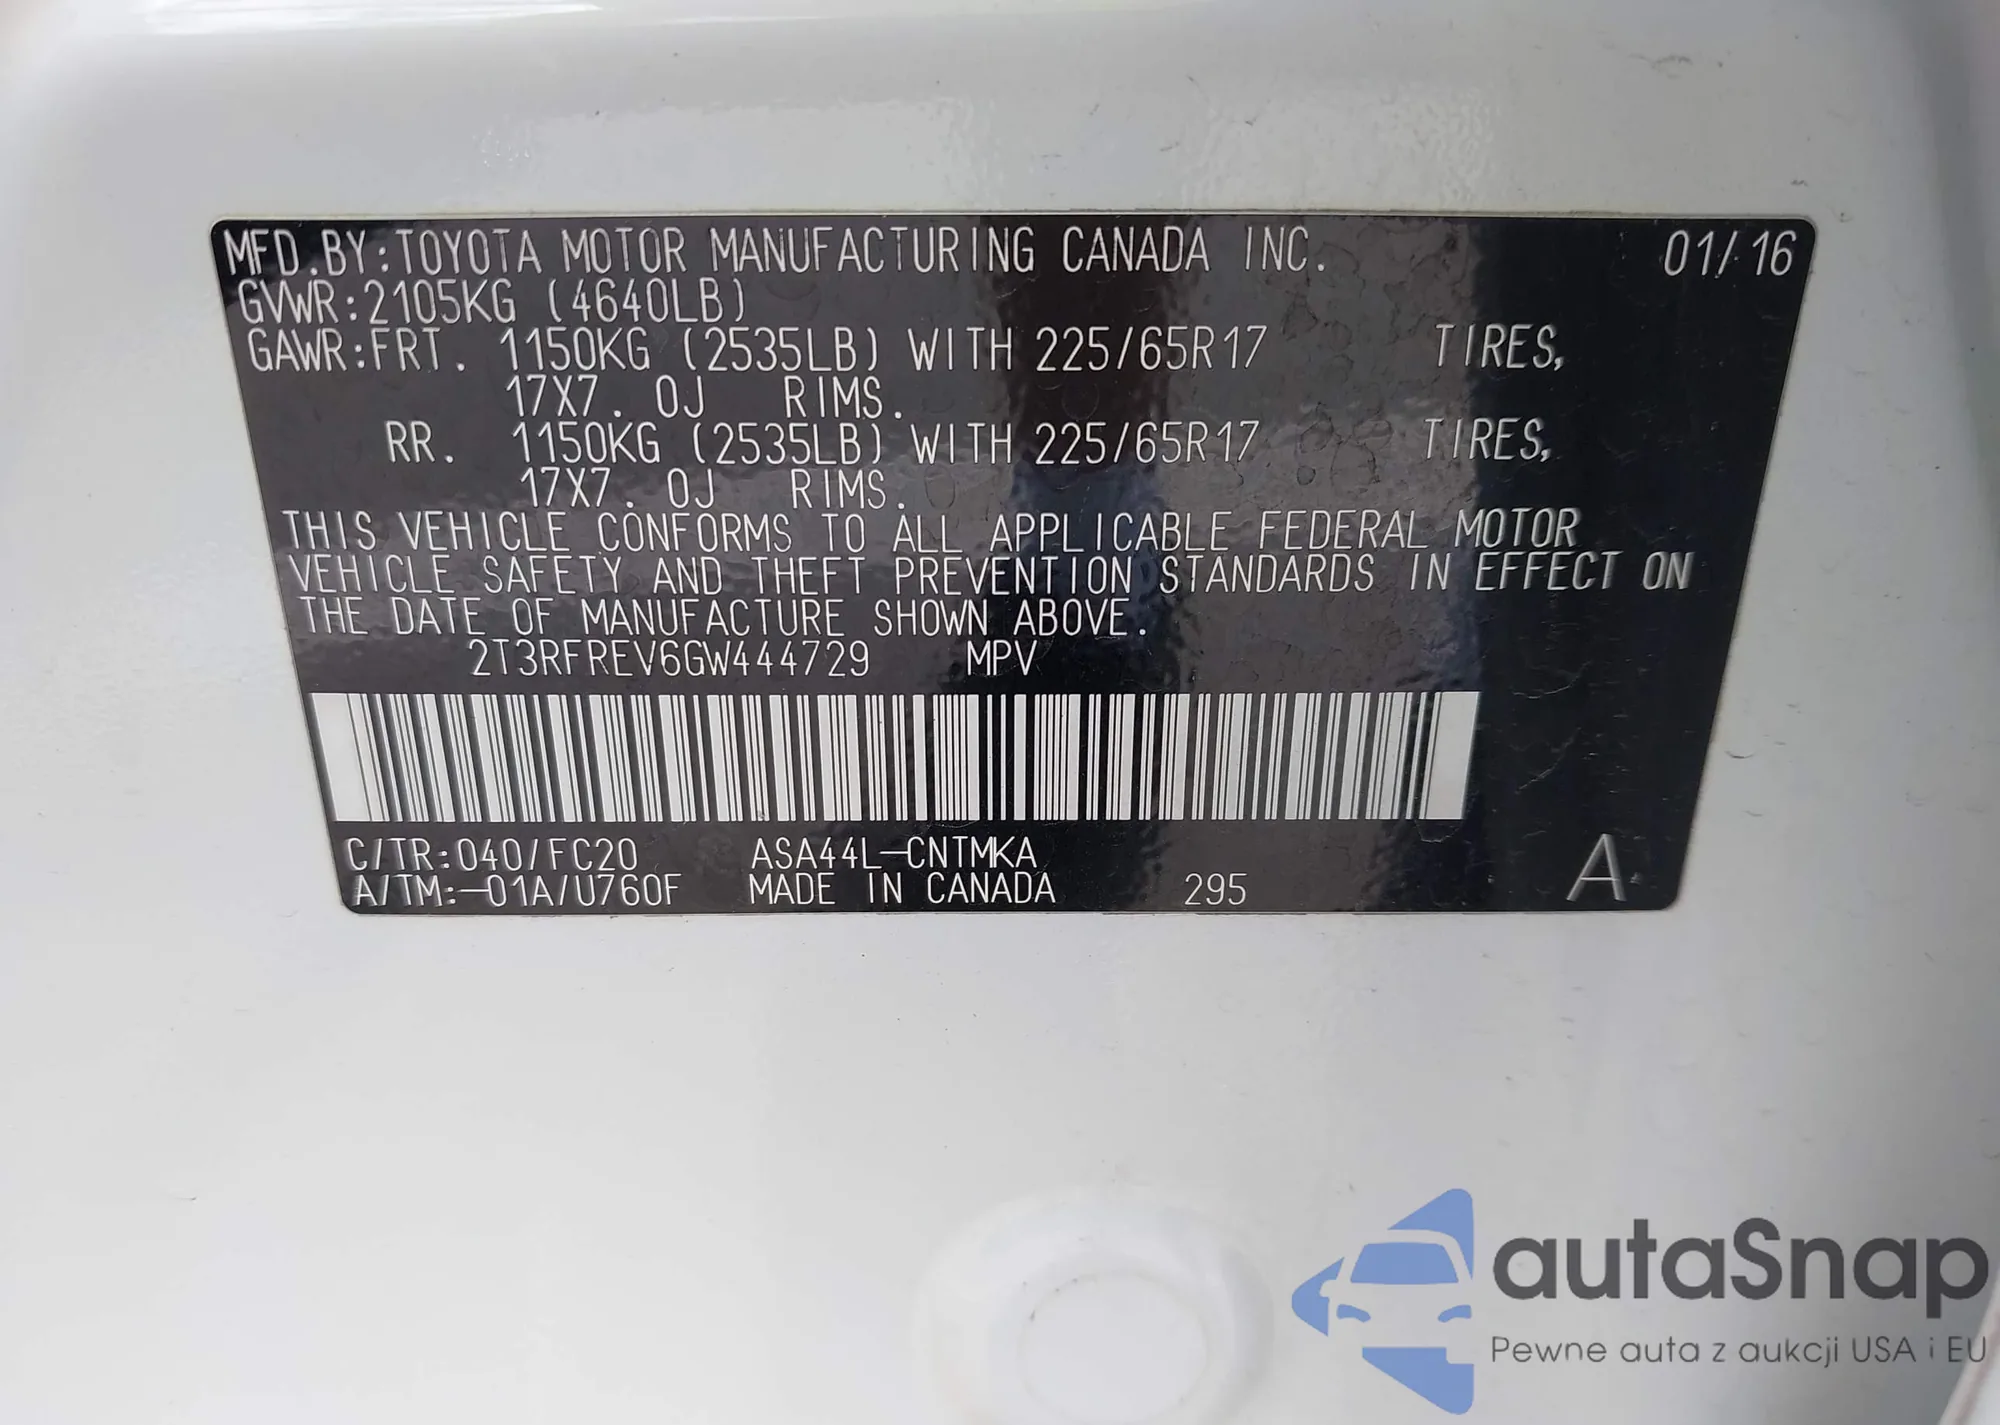 MFD.BY:TOYOTA MOTOR MANUFACTURING CANADA INC. 01/16
GVWR:2105KG (4640LB)
GAWR:FRT. 1150KG (2535LB) WITH 225/65R17 TIRES,
17X7.0J RIMS.
RR. 1150KG (2535LB) WITH 225/65R17 TIRES,
17X7.0J RIMS.
THIS VEHICLE CONFORMS TO ALL APPLICABLE FEDERAL MOTOR
VEHICLE SAFETY AND THEFT PREVENTION STANDARDS IN EFFECT ON
THE DATE OF MANUFACTURE SHOWN ABOVE.
2T3RFREV6GW444729 MPV
C/TR:040/FC20 ASA44L-CNTMKA
A/TM:-01A/U760F MADE IN CANADA 295 A
autaSnap
Pewne auta z aukcji USA i EU